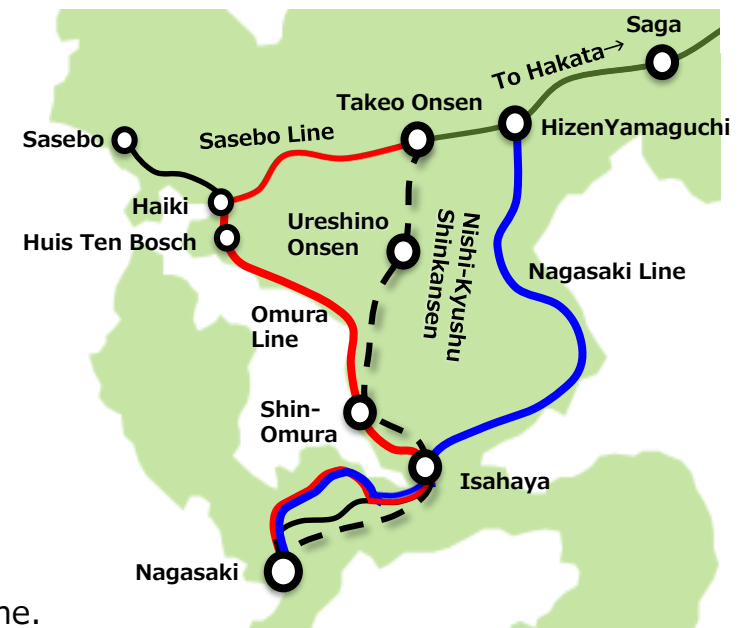 Saga
To Hakata→
Takeo Onsen
HizenYamaguchi
Sasebo
Sasebo Line
Haiki
Ureshino
Onsen
Huis Ten Bosch
Nishi-Kyushu
Shinkansen
Nagasaki Line
Omura
Line
Shin-
Omura
Isahaya
Nagasaki
ne.